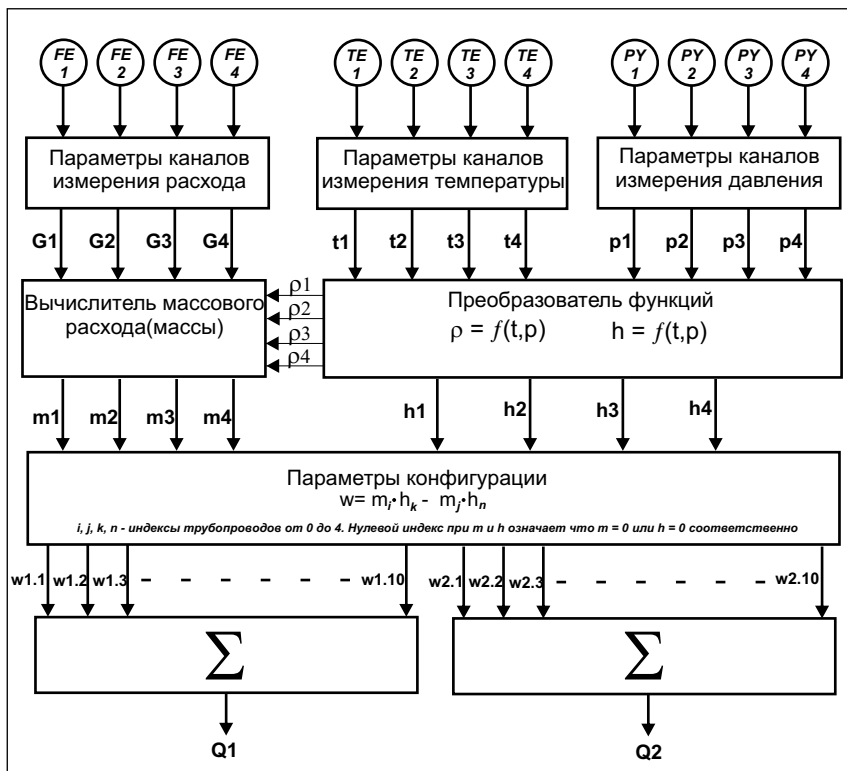 FE 1 FE 2 FE 3 FE 4 TE 1 TE 2 TE 3 TE 4 PY 1 PY 2 PY 3 PY 4
Параметры каналов
измерения расхода
Параметры каналов
измерения температуры
Параметры каналов
измерения давления
G1 G2 G3 G4 t1 t2 t3 t4 p1 p2 p3 p4
Вычислитель массового
расхода(массы)
ρ1
ρ2
ρ3
ρ4
Преобразователь функций
ρ = f(t,p) h = f(t,p)
m1 m2 m3 m4 h1 h2 h3 h4
Параметры конфигурации
w= mi·hk - mj·hn
i, j, k, n - индексы трубопроводов от 0 до 4. Нулевой индекс при m и h означает что m = 0 или h = 0 соответственно
w1.1 w1.2 w1.3 - - - - - - - w1.10 w2.1 w2.2 w2.3 - - - - - - - w2.10
Σ Σ
Q1 Q2